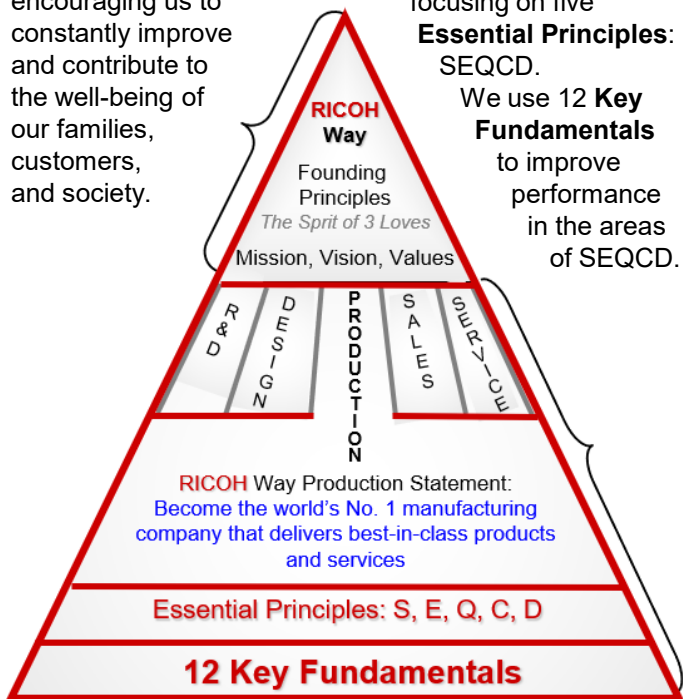 encouraging us to
constantly improve
and contribute to
the well-being of
our families,
customers,
and society.
focusing on five
Essential Principles:
SEQCD.
We use 12 Key
Fundamentals
to improve
performance
in the areas
of SEQCD.
RICOH
Way
Founding
Principles
The Sprit of 3 Loves
Mission, Vision, Values
R&D
DESIGN
PRODUCTION
SALES
SERVICE
RICOH Way Production Statement:
Become the world's No. 1 manufacturing
company that delivers best-in-class products
and services
Essential Principles: S, E, Q, C, D
12 Key Fundamentals